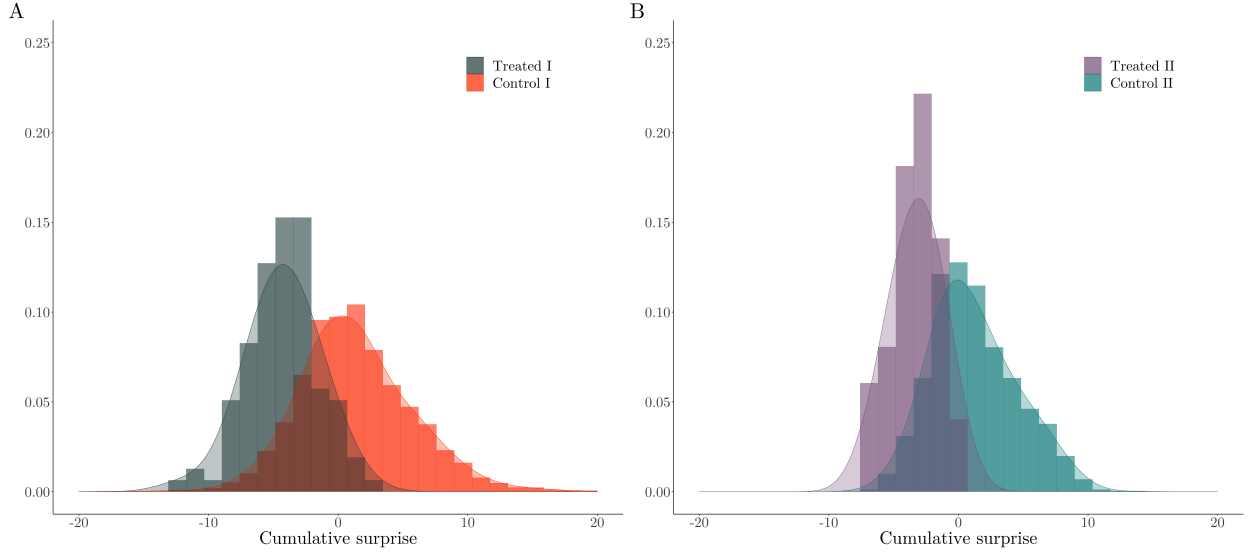 A
0.25
0.20
0.15
0.10
0.05
0.00
-20 -10 0 10 20
Cumulative surprise
Treated I
Control I
B
0.25
0.20
0.15
0.10
0.05
0.00
-20 -10 0 10 20
Cumulative surprise
Treated II
Control II